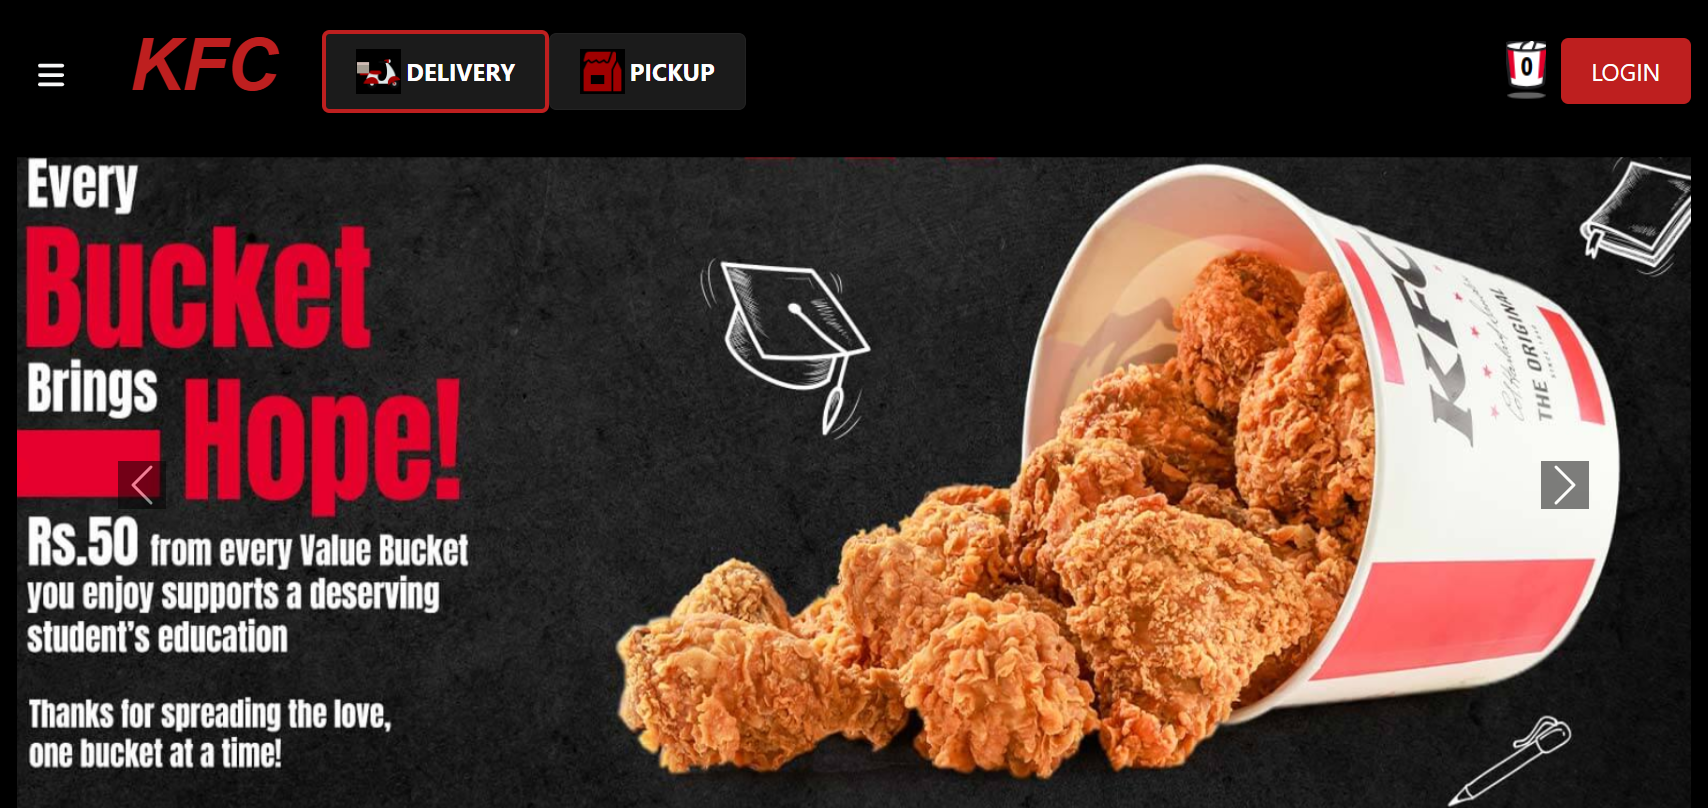 KFC
DELIVERY
PICKUP
0
LOGIN
Every
Bucket
Brings
Hope!
Rs.50 from every Value Bucket
you enjoy supports a deserving
student's education
Thanks for spreading the love,
one bucket at a time!
KFC
THE ORIGINAL